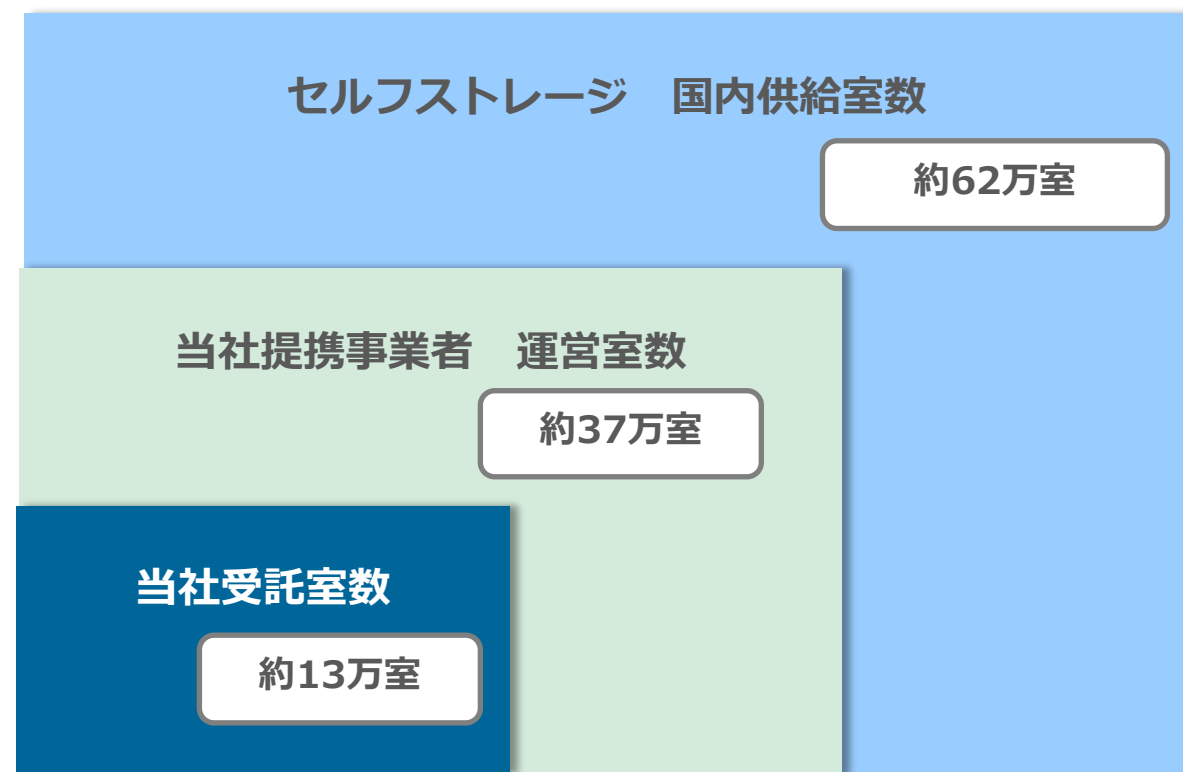 セルフストレージ　国内供給室数
約62万室
当社提携事業者　運営室数
約37万室
当社受託室数
約13万室